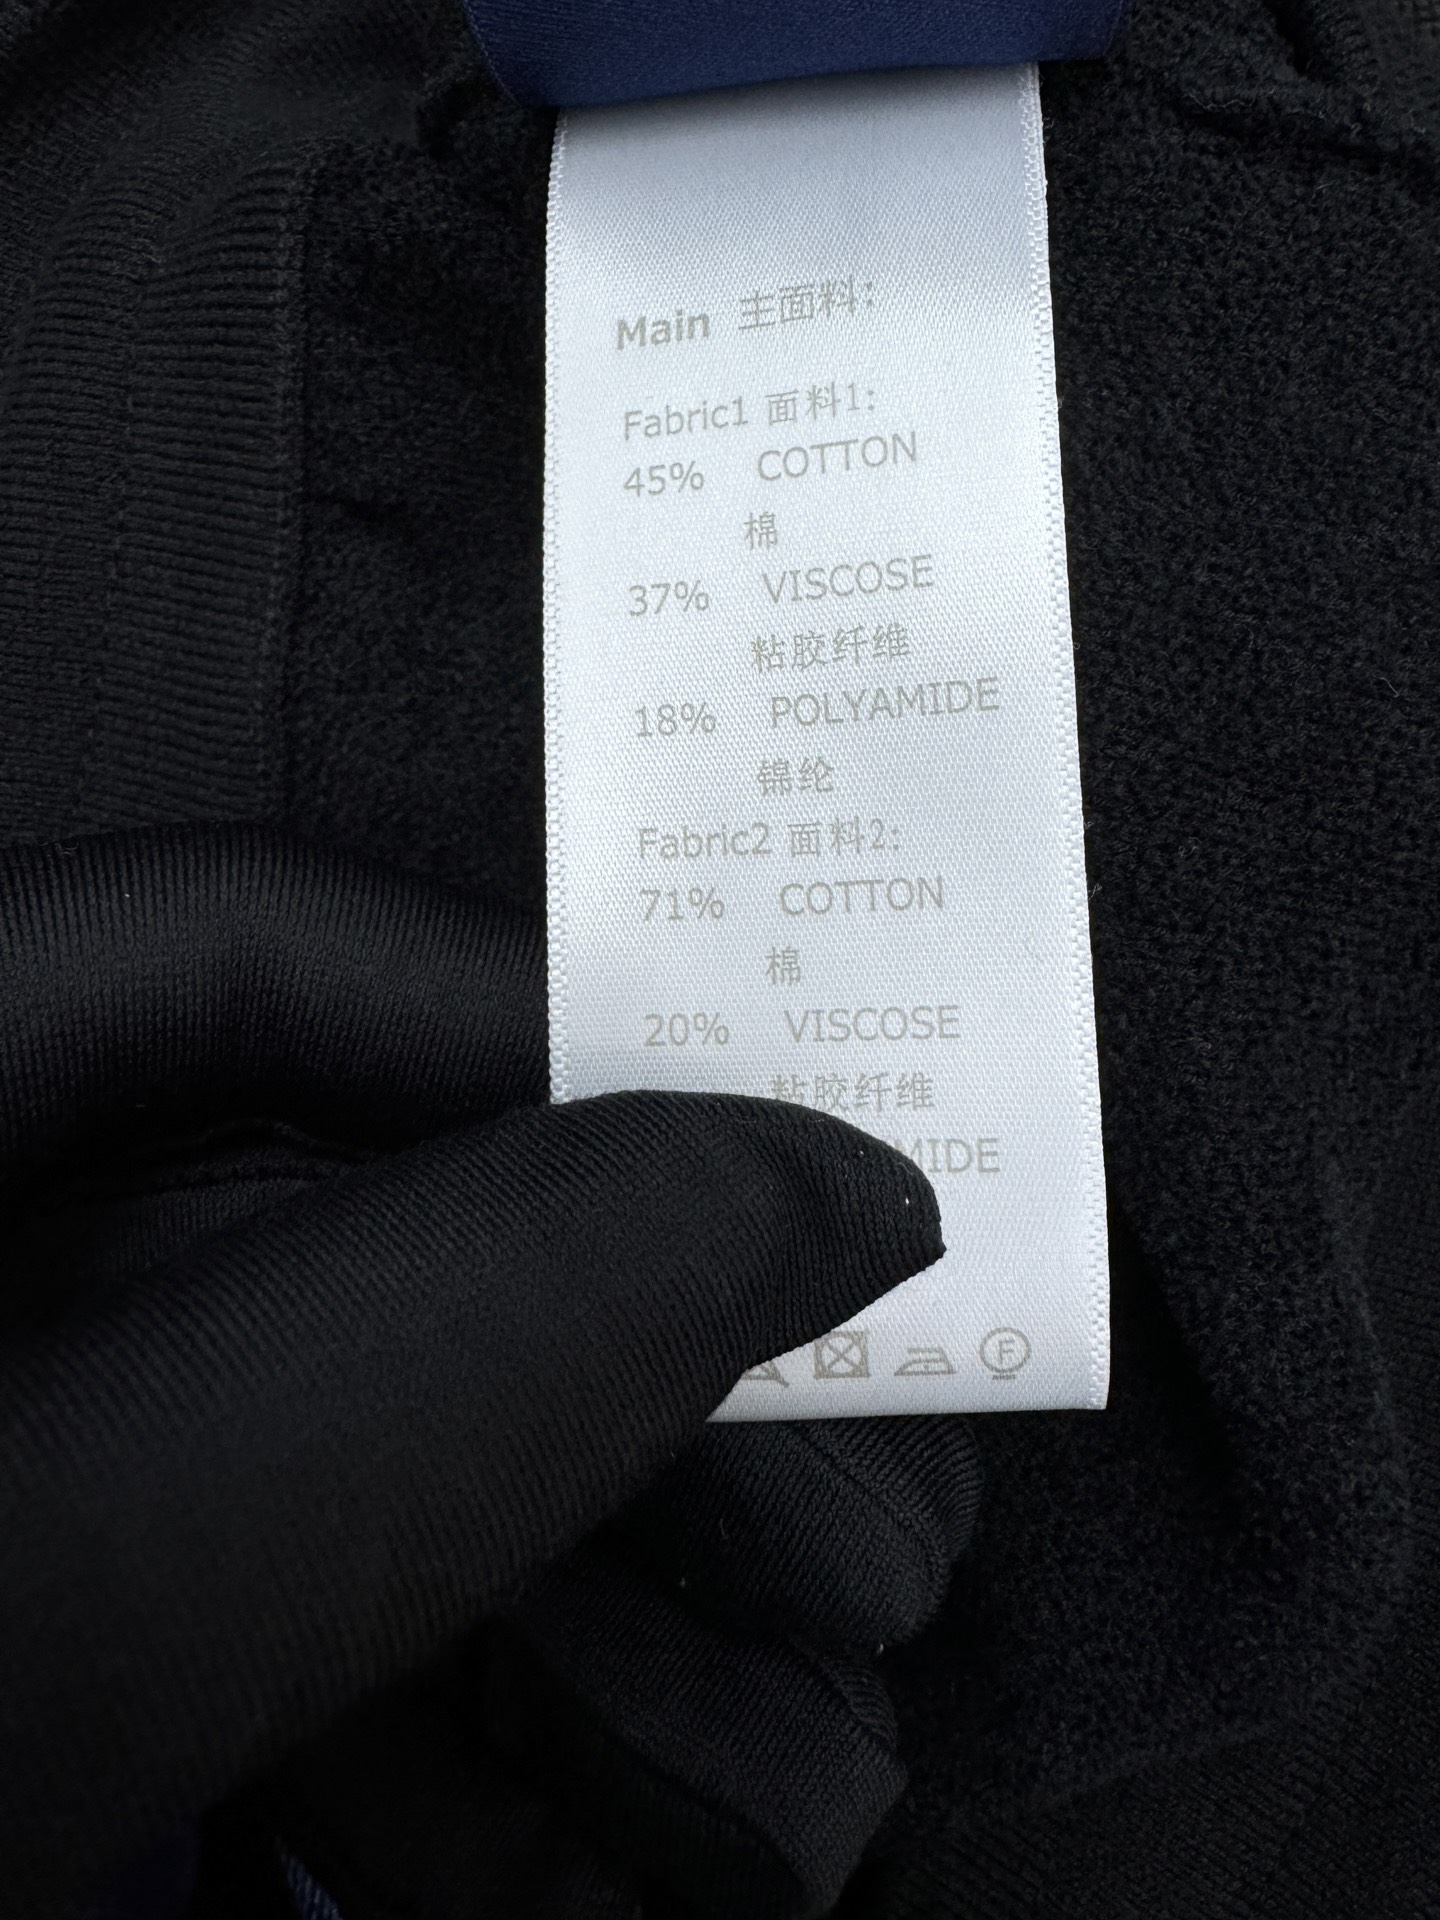 Main 主面料:
Fabric1 面料1:
45% COTTON
棉
37% VISCOSE
粘胶纤维
18% POLYAMIDE
锦纶
Fabric2 面料2:
71% COTTON
棉
20% VISCOSE
粘胶纤维
MIDE
F